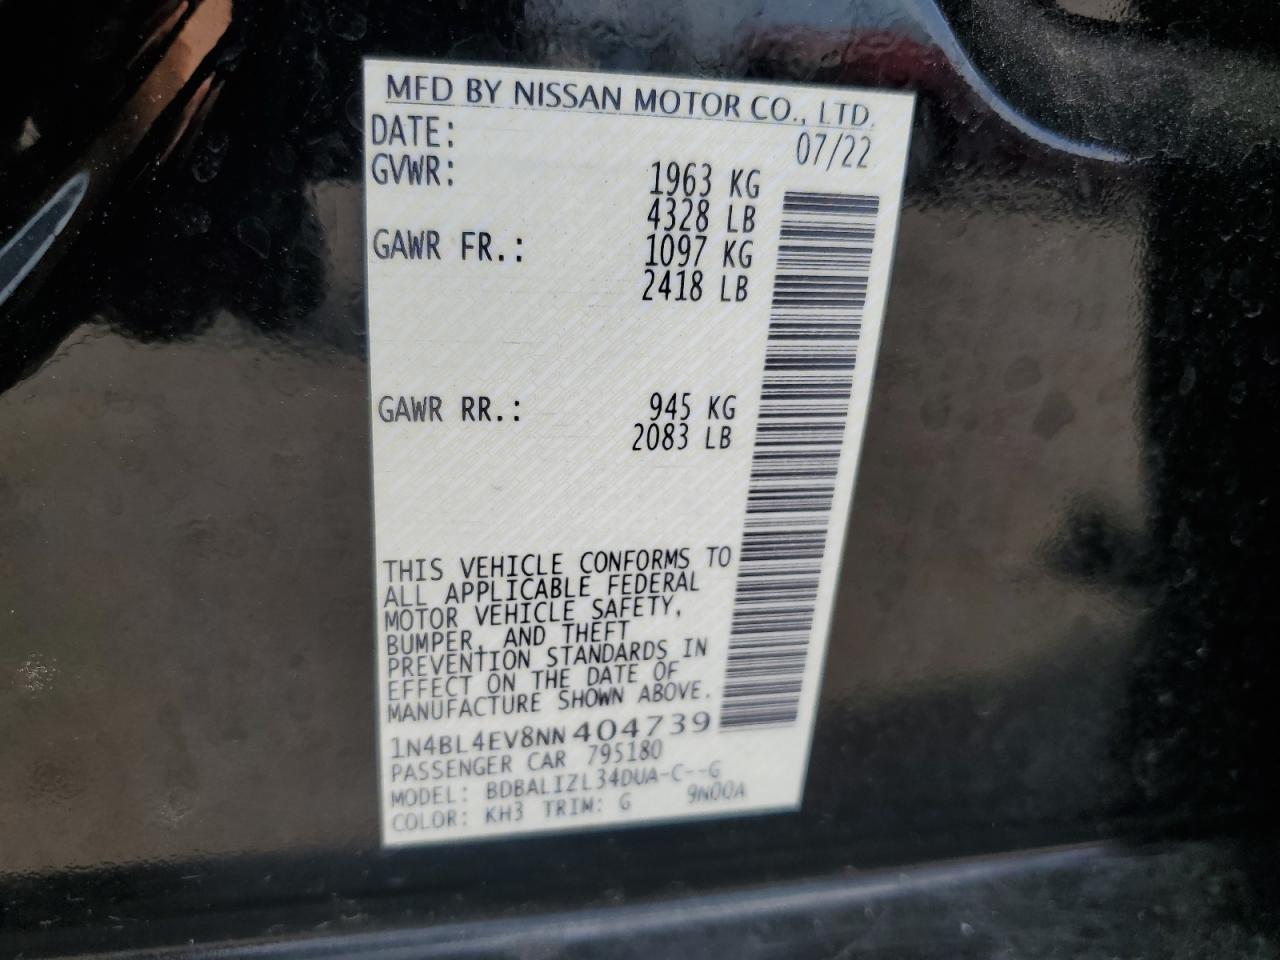 MFD BY NISSAN MOTOR CO., LTD.
DATE: 07/22
GVWR: 1963 KG
4328 LB
GAWR FR.: 1097 KG
2418 LB
GAWR RR.: 945 KG
2083 LB
THIS VEHICLE CONFORMS TO
ALL APPLICABLE FEDERAL
MOTOR VEHICLE SAFETY,
BUMPER, AND THEFT
PREVENTION STANDARDS IN
EFFECT ON THE DATE OF
MANUFACTURE SHOWN ABOVE.
1N4BL4EV8NN404739
PASSENGER CAR 795180
MODEL: BDBALIZL34DUA-C--G
COLOR: KH3 TRIM: G 9N00A